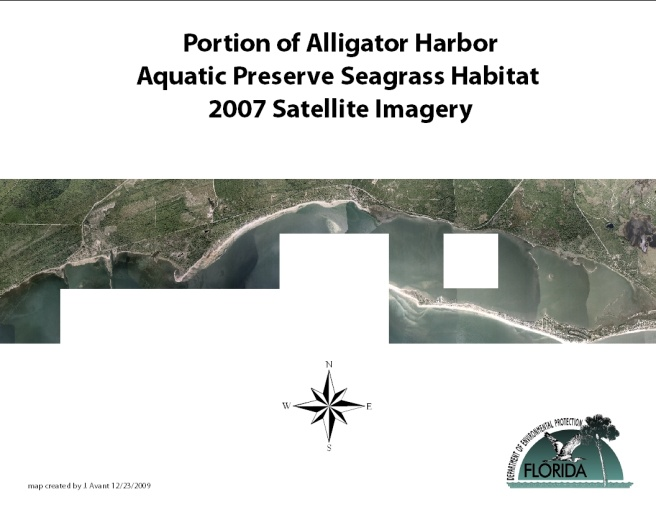 Portion of Alligator Harbor
Aquatic Preserve Seagrass Habitat
2007 Satellite Imagery
N
W E
S
DEPARTMENT OF ENVIRONMENTAL PROTECTION
FLORIDA
map created by J. Avant 12/23/2009